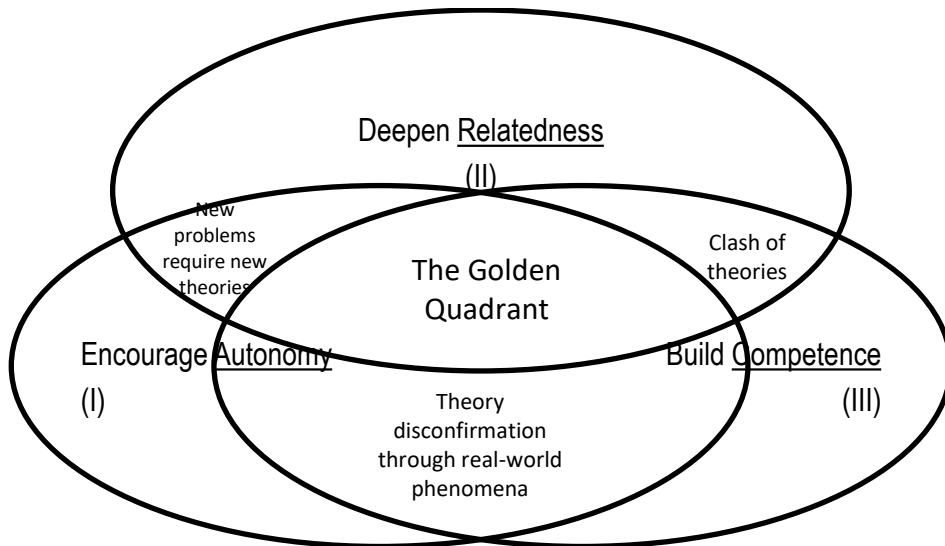 Deepen Relatedness
(II)
New
problems
require new
theories
Clash of
theories
The Golden
Quadrant
Encourage Autonomy
(I)
Build Competence
(III)
Theory
disconfirmation
through real-world
phenomena